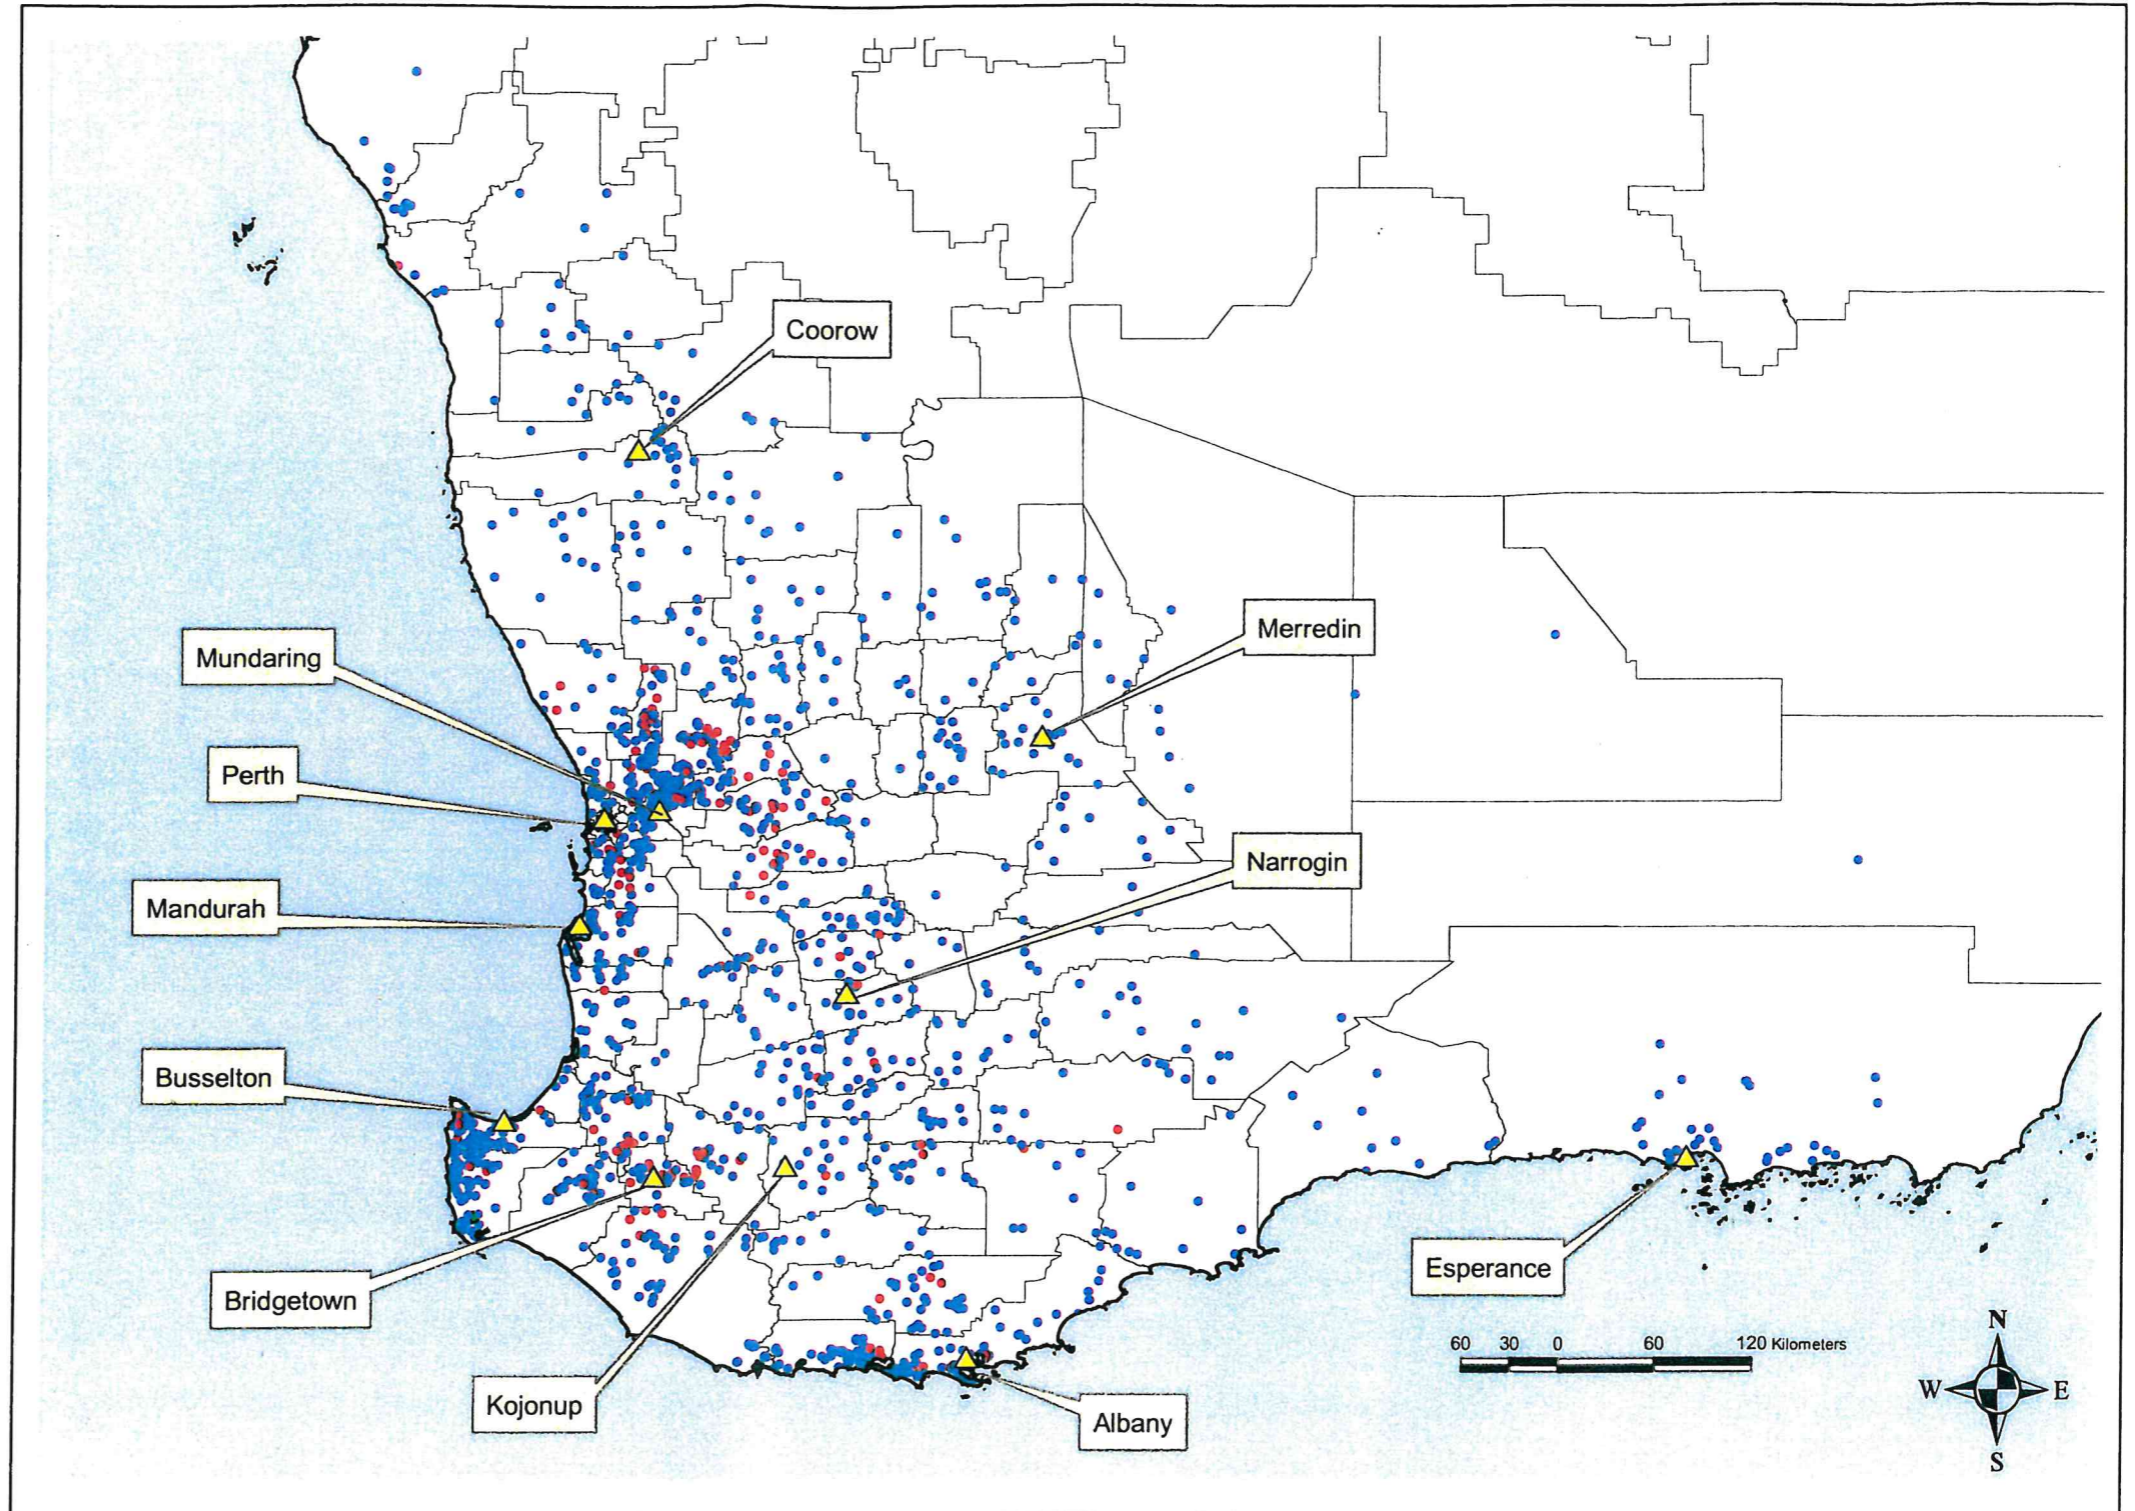 Coorow
Mundaring
Merredin
Perth
Narrogin
Mandurah
Busselton
Esperance
Bridgetown
Kojonup
Albany
60 30 0 60 120 Kilometers
N
W E
S